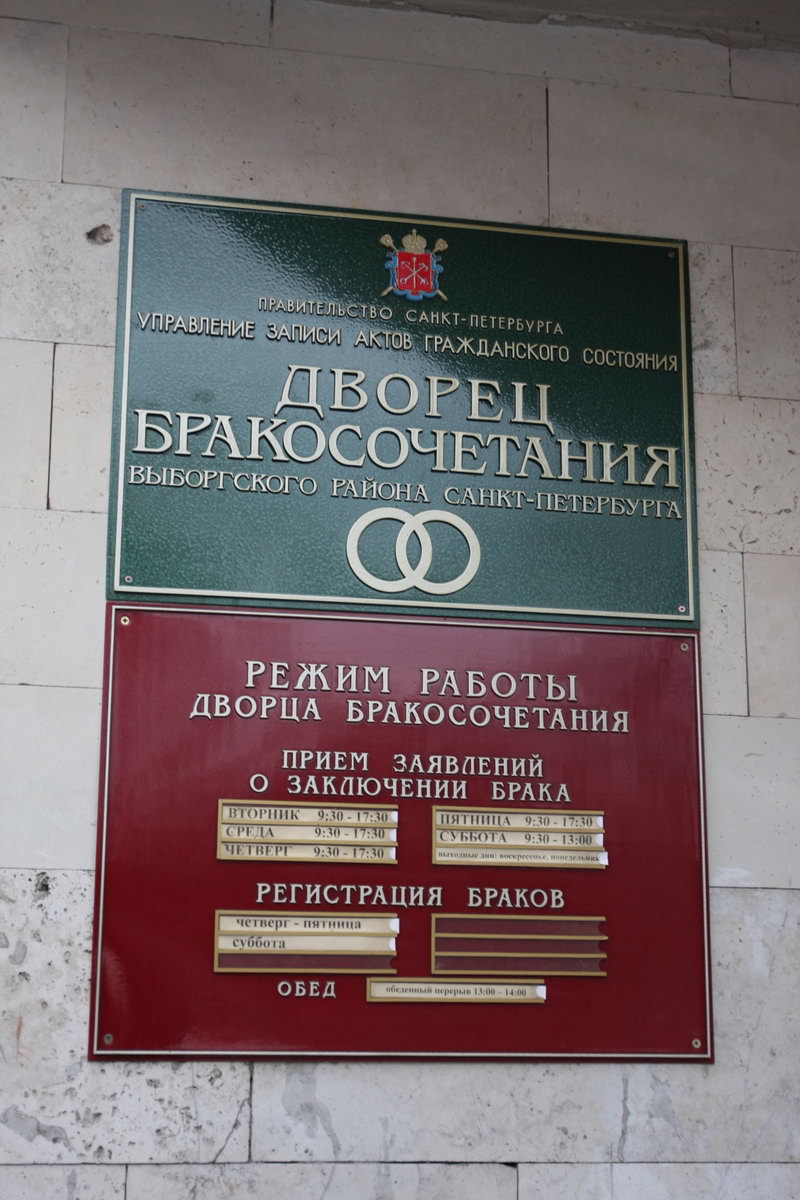 ПРАВИТЕЛЬСТВО САНКТ-ПЕТЕРБУРГА
УПРАВЛЕНИЕ ЗАПИСИ АКТОВ ГРАЖДАНСКОГО СОСТОЯНИЯ
ДВОРЕЦ
БРАКОСОЧЕТАНИЯ
ВЫБОРГСКОГО РАЙОНА САНКТ-ПЕТЕРБУРГА
РЕЖИМ РАБОТЫ
ДВОРЦА БРАКОСОЧЕТАНИЯ
ПРИЕМ ЗАЯВЛЕНИЙ
О ЗАКЛЮЧЕНИИ БРАКА
ВТОРНИК 9:30 - 17:30
СРЕДА 9:30 - 17:30
ЧЕТВЕРГ 9:30 - 17:30
ПЯТНИЦА 9:30 - 17:30
СУББОТА 9:30 - 13:00
выходные дни: воскресенье, понедельник
РЕГИСТРАЦИЯ БРАКОВ
четверг - пятница
суббота
ОБЕД обеденный перерыв 13:00 – 14:00